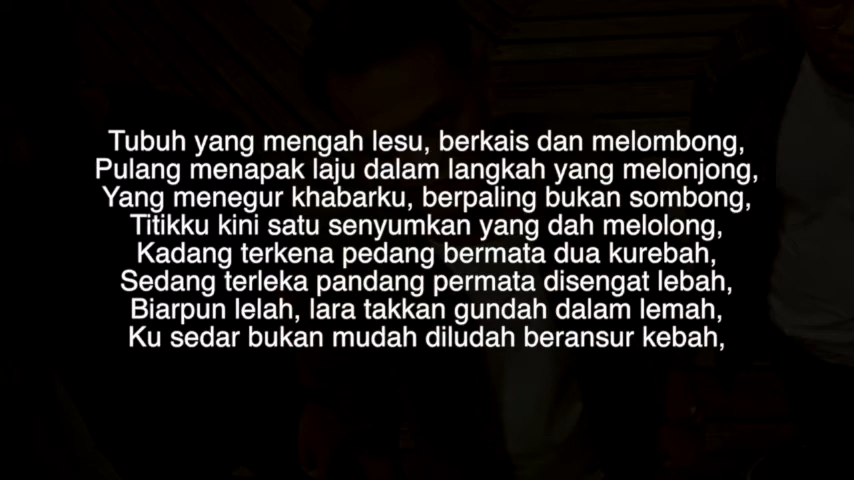 Tubuh yang mengah lesu, berkais dan melombong,
Pulang menapak laju dalam langkah yang melonjong,
Yang menegur khabarku, berpaling bukan sombong,
Titikku kini satu senyumkan yang dah melolong,
Kadang terkena pedang bermata dua kurebah,
Sedang terleka pandang permata disengat lebah,
Biarpun lelah, lara takkan gundah dalam lemah,
Ku sedar bukan mudah diludah beransur kebah,